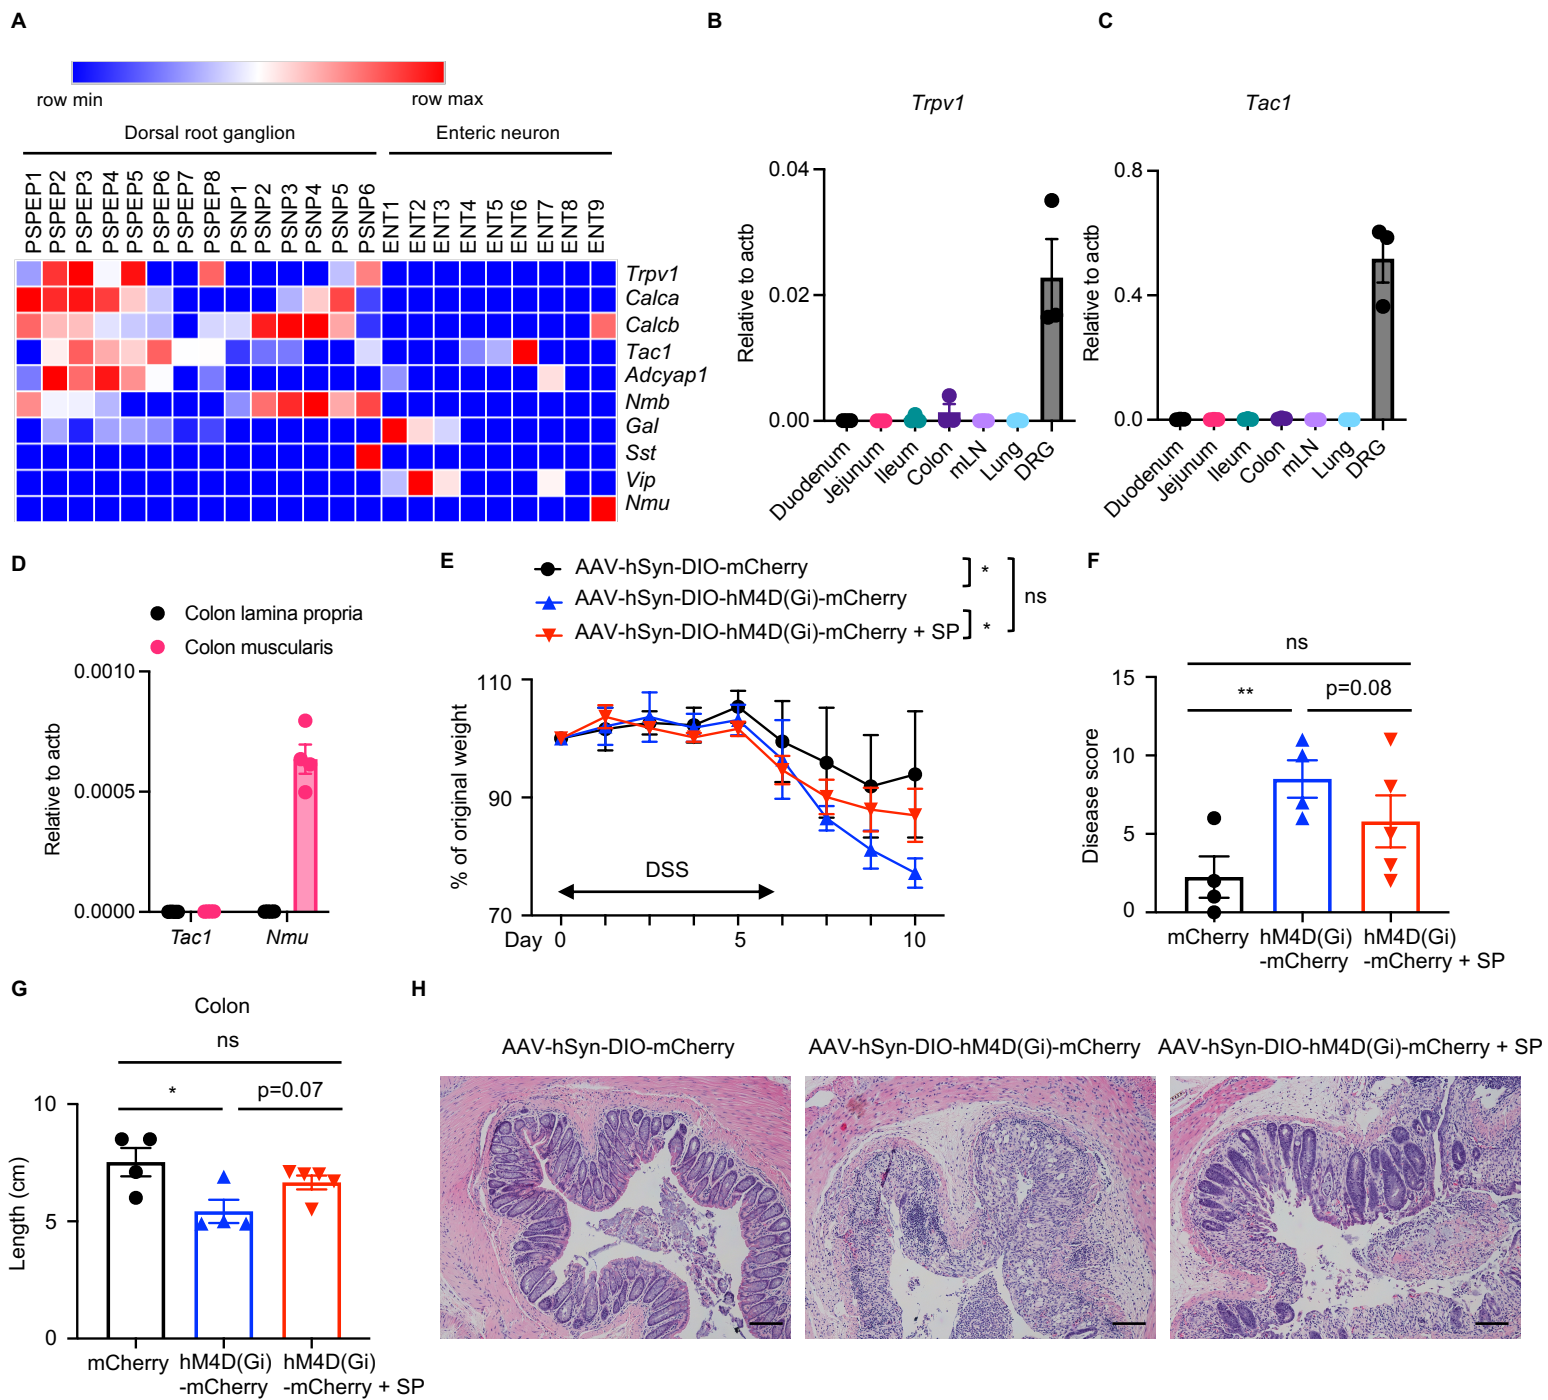 A
row min
row max
Dorsal root ganglion
Enteric neuron
PSPEP1
PSPEP2
PSPEP3
PSPEP4
PSPEP5
PSPEP6
PSPEP7
PSPEP8
PSNP1
PSNP2
PSNP3
PSNP4
PSNP5
PSNP6
ENT1
ENT2
ENT3
ENT4
ENT5
ENT6
ENT7
ENT8
ENT9
Trpv1
Calca
Calcb
Tac1
Adcyap1
Nmb
Gal
Sst
Vip
Nmu
B
Trpv1
Relative to actb
0.04
0.02
0.00
Duodenum
Jejunum
Ileum
Colon
mLN
Lung
DRG
C
Tac1
Relative to actb
0.8
0.4
0.0
Duodenum
Jejunum
Ileum
Colon
mLN
Lung
DRG
D
Colon lamina propria
Colon muscularis
Relative to actb
0.0010
0.0005
0.0000
Tac1
Nmu
E
AAV-hSyn-DIO-mCherry
AAV-hSyn-DIO-hM4D(Gi)-mCherry
AAV-hSyn-DIO-hM4D(Gi)-mCherry + SP
*
*
ns
% of original weight
110
90
70
DSS
Day
0
5
10
F
ns
**
p=0.08
Disease score
15
10
5
0
mCherry
hM4D(Gi)
-mCherry
hM4D(Gi)
-mCherry + SP
G
Colon
ns
*
p=0.07
Length (cm)
10
5
0
mCherry
hM4D(Gi)
-mCherry
hM4D(Gi)
-mCherry + SP
H
AAV-hSyn-DIO-mCherry
AAV-hSyn-DIO-hM4D(Gi)-mCherry
AAV-hSyn-DIO-hM4D(Gi)-mCherry + SP